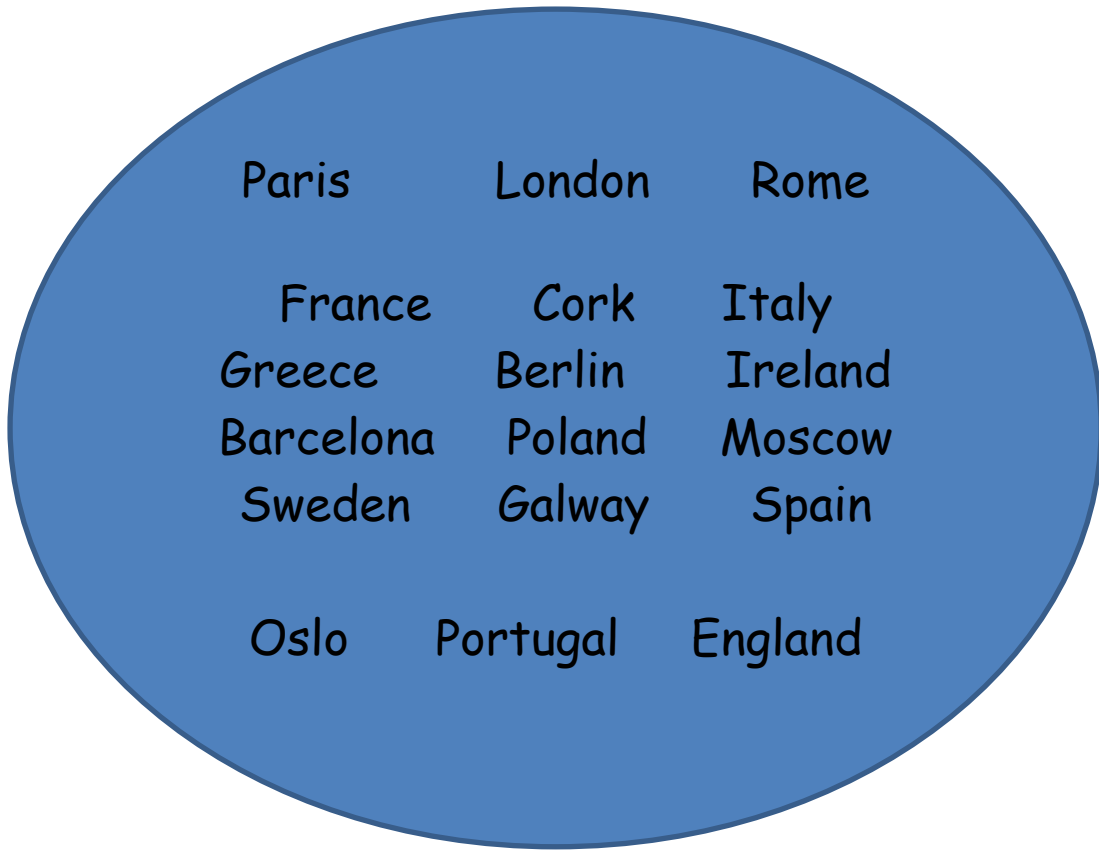 Paris London Rome
France Cork Italy
Greece Berlin Ireland
Barcelona Poland Moscow
Sweden Galway Spain
Oslo Portugal England